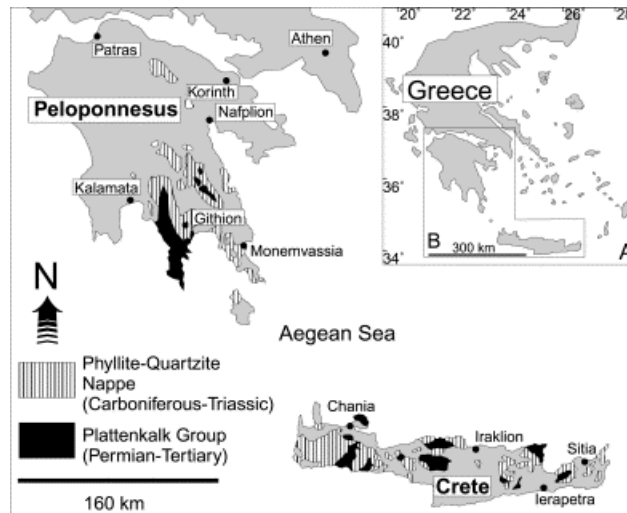 20˚ 22˚ 24˚ 26˚ 28
40˚
38˚
36˚
34˚
Greece
B
300 km
A
Patras
Athen
Korinth
Peloponnesus
Nafplion
Kalamata
Githion
Monemvassia
N
Aegean Sea
Phyllite-Quartzite
Nappe
(Carboniferous-Triassic)
Plattenkalk Group
(Permian-Tertiary)
160 km
Chania
Iraklion
Sitia
Crete
Ierapetra